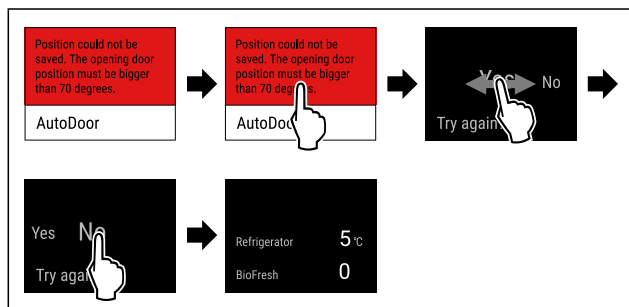 Position could not be
saved. The opening door
position must be bigger
than 70 degrees.
AutoDoor
Position could not be
saved. The opening door
position must be bigger
than 70 degrees.
AutoDoor
Yes No
Try again
Yes No
Try again
Refrigerator 5 °C
BioFresh 0